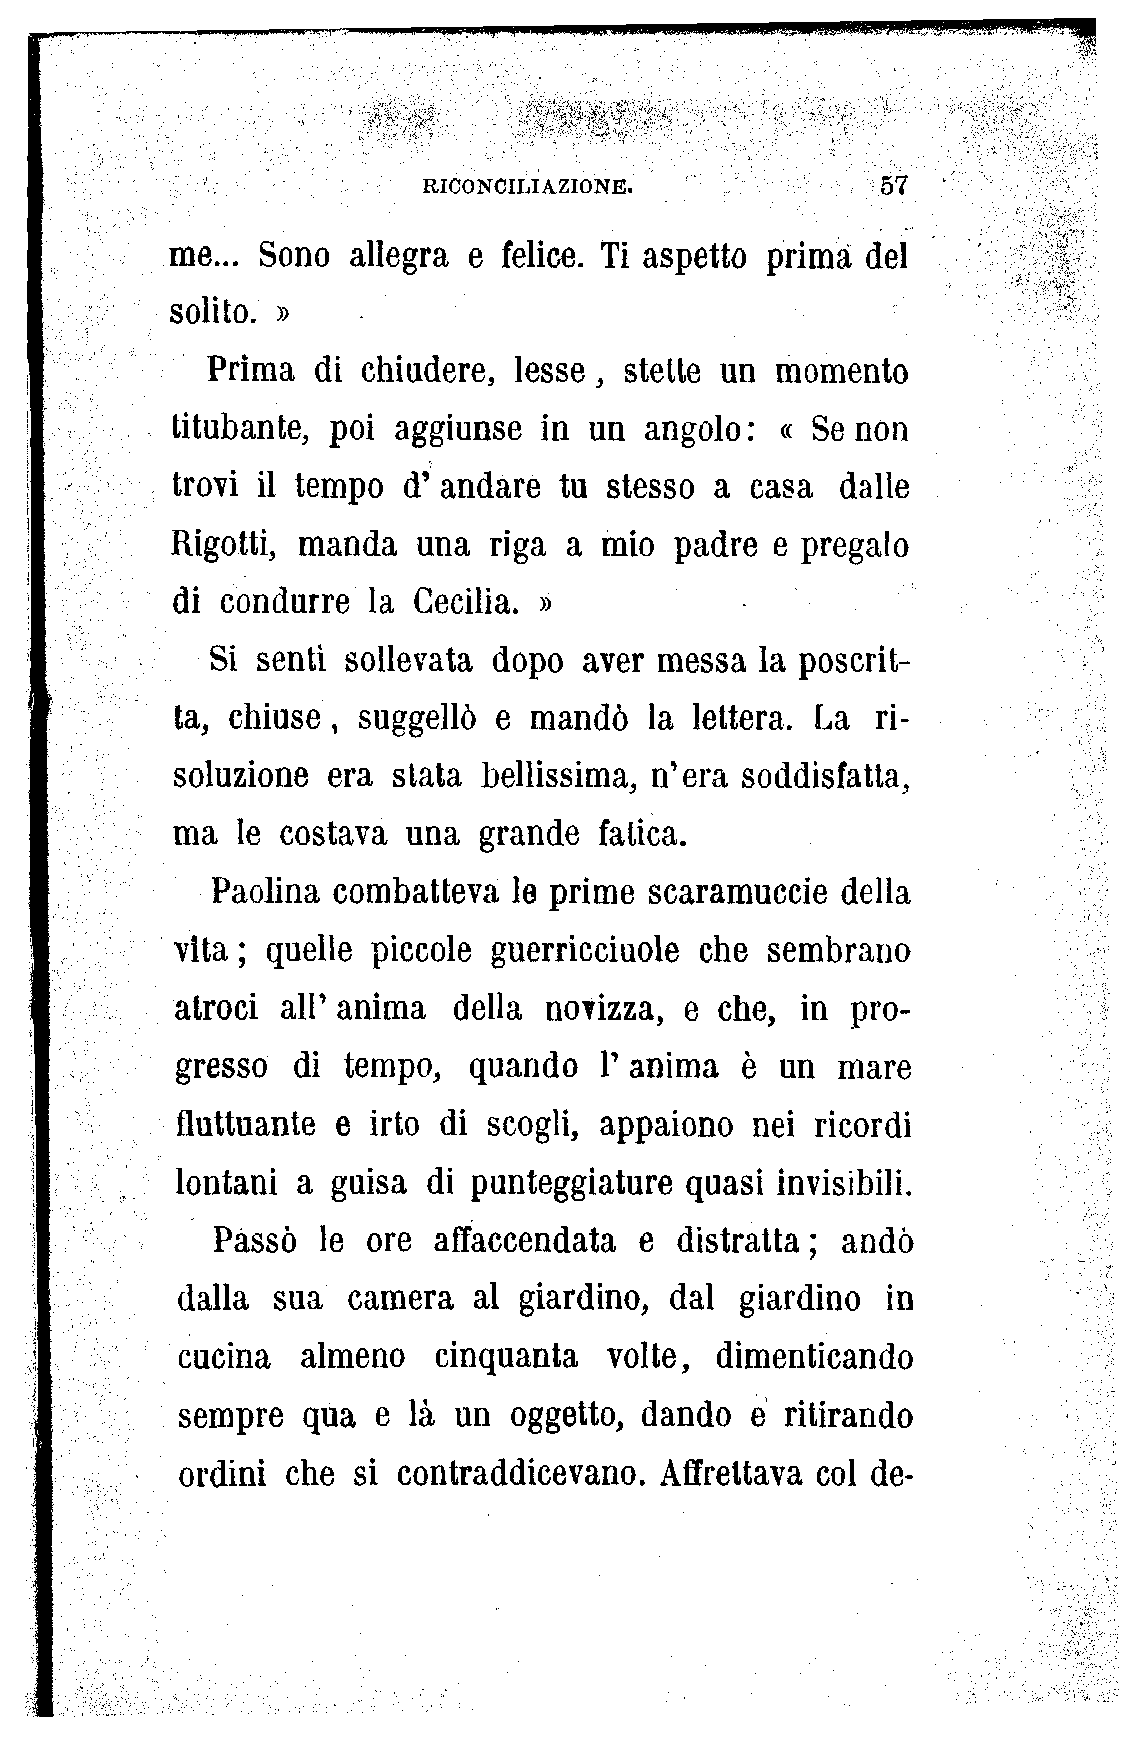 RICONCILIAZIONE. 57
me... Sono allegra e felice. Ti aspetto prima del
solito. »
Prima di chiudere, lesse, stette un momento
titubante, poi aggiunse in un angolo: « Se non
trovi il tempo d' andare tu stesso a casa dalle
Rigotti, manda una riga a mio padre e pregalo
di condurre la Cecilia. »
Si sentì sollevata dopo aver messa la poscrit-
ta, chiuse, suggellò e mandò la lettera. La ri-
soluzione era stata bellissima, n'era soddisfatta,
ma le costava una grande fatica.
Paolina combatteva le prime scaramuccie della
vita; quelle piccole guerricciuole che sembrano
atroci all' anima della novizza, e che, in pro-
gresso di tempo, quando l' anima è un mare
fluttuante e irto di scogli, appaiono nei ricordi
lontani a guisa di punteggiature quasi invisibili.
Passò le ore affaccendata e distratta; andò
dalla sua camera al giardino, dal giardino in
cucina almeno cinquanta volte, dimenticando
sempre qua e là un oggetto, dando e ritirando
ordini che si contraddicevano. Affrettava col de-